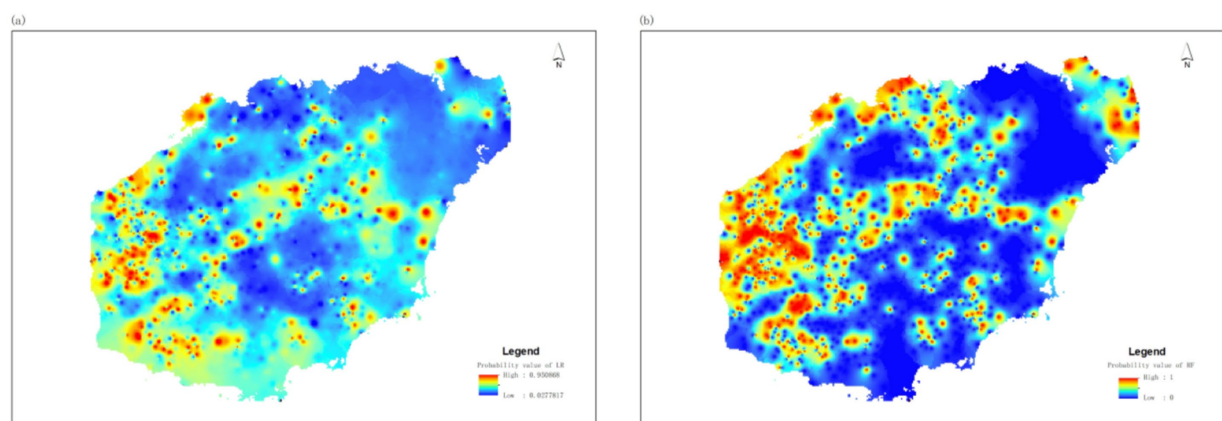 (a)
N
Legend
Probability value of LR
High : 0.950868
Low : 0.0277817
(b)
N
Legend
Probability value of RF
High : 1
Low : 0